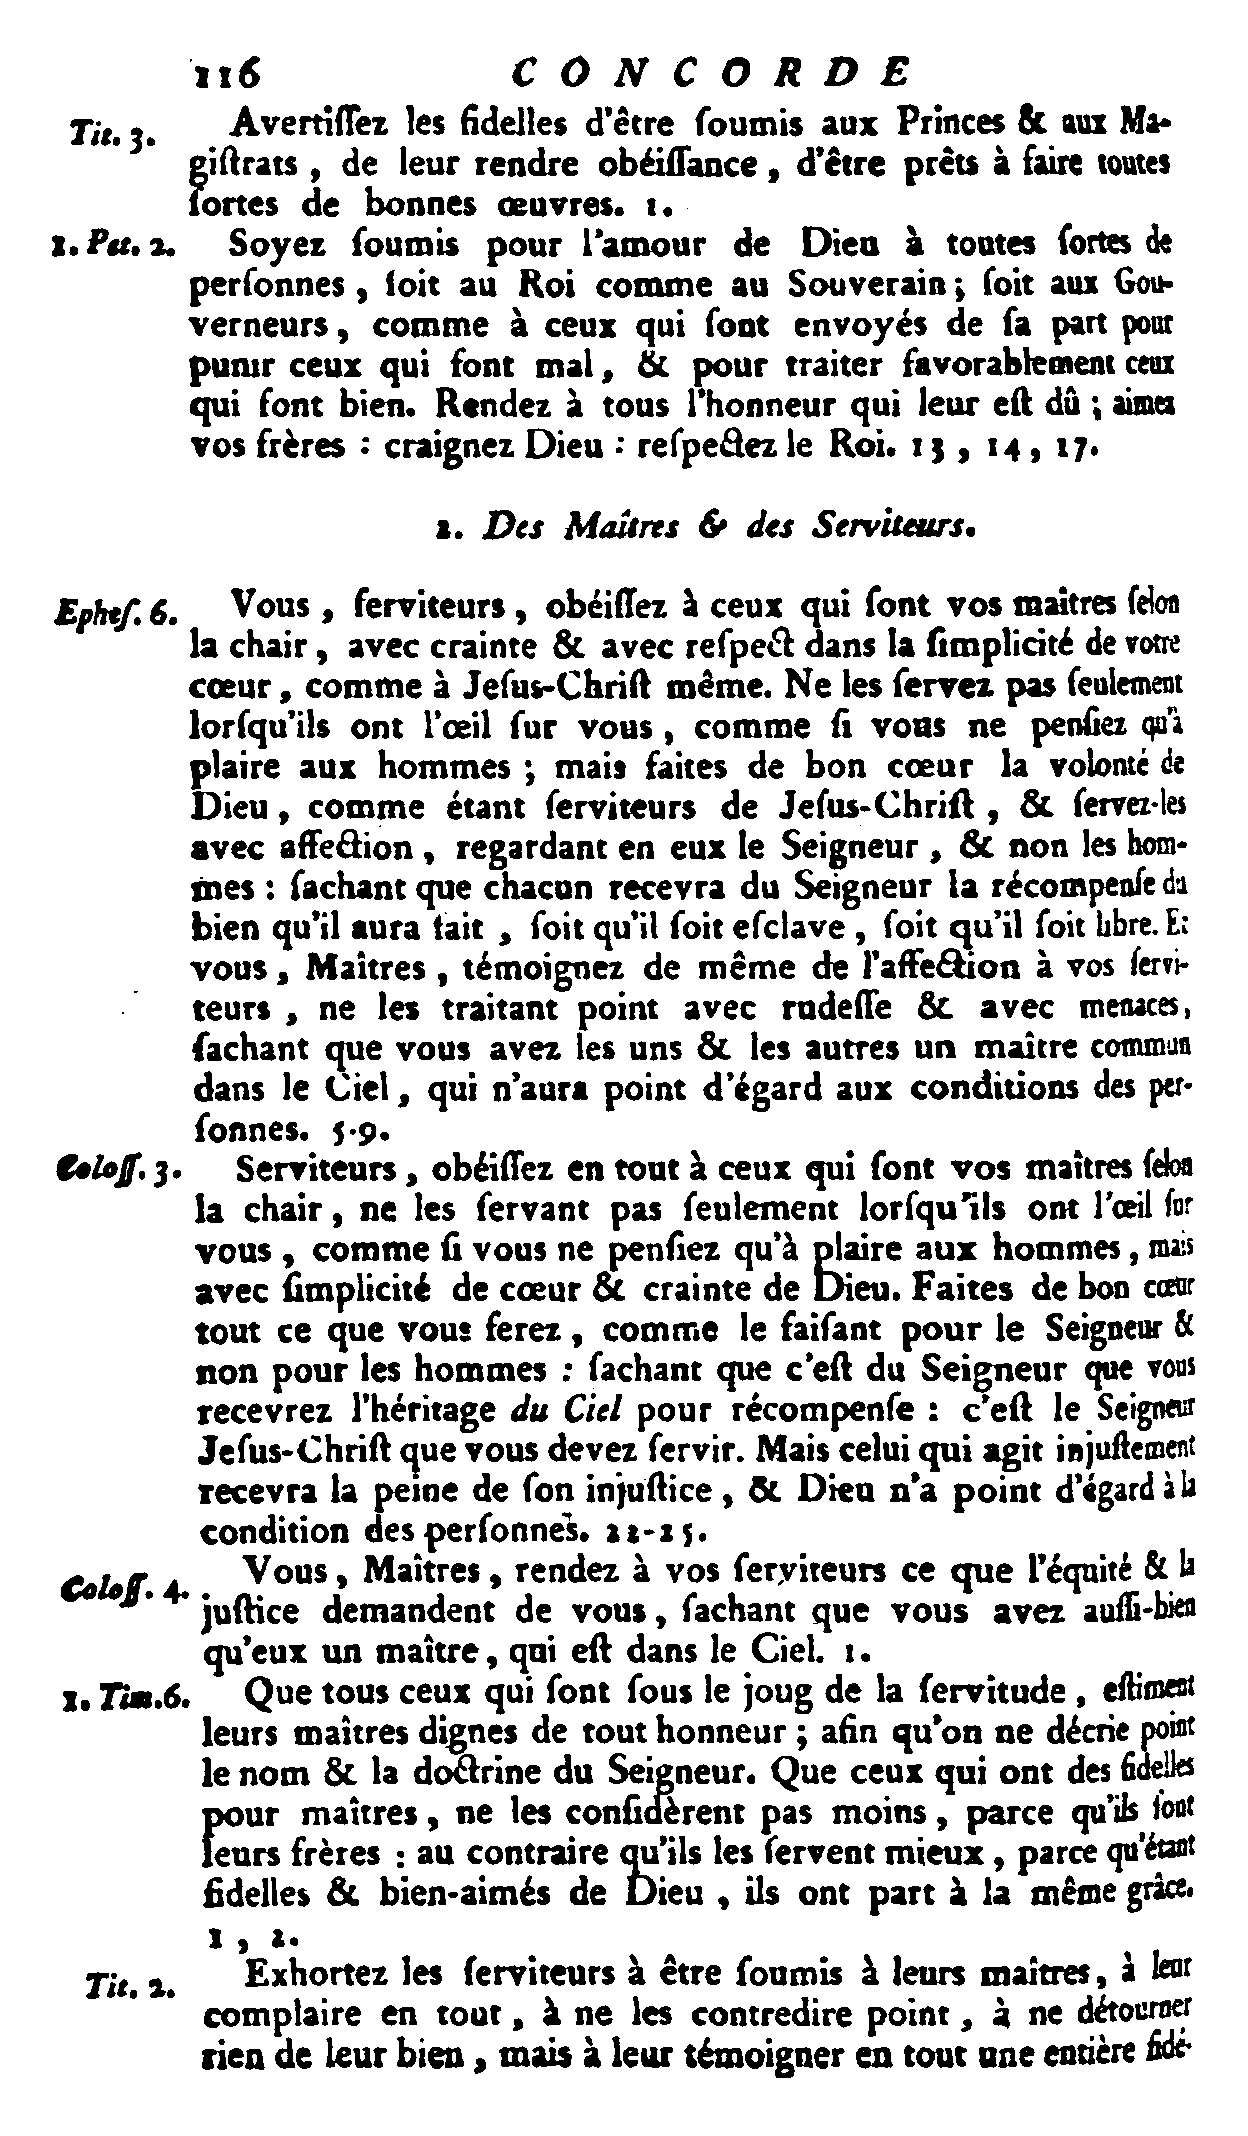 116 CONCORDE
Tit. 3. Avertiſſez les fidelles d'être ſoumis aux Princes & aux Ma-
giſtrats, de leur rendre obéiſſance, d'être prêts à faire toutes
ſortes de bonnes œuvres. 1.
1. Pet. 2. Soyez ſoumis pour l'amour de Dieu à toutes ſortes de
perſonnes, ſoit au Roi comme au Souverain; ſoit aux Gou-
verneurs, comme à ceux qui ſont envoyés de ſa part pour
punir ceux qui font mal, & pour traiter favorablement ceux
qui font bien. Rendez à tous l'honneur qui leur eſt dû; aimez
vos frères : craignez Dieu : reſpectez le Roi. 13, 14, 17.
2. Des Maîtres & des Serviteurs.
Epheſ. 6. Vous, ſerviteurs, obéiſſez à ceux qui ſont vos maîtres ſelon
la chair, avec crainte & avec reſpect dans la ſimplicité de votre
cœur, comme à Jeſus-Chriſt même. Ne les ſervez pas ſeulement
lorſqu'ils ont l'œil ſur vous, comme ſi vous ne penſiez qu'à
plaire aux hommes; mais faites de bon cœur la volonté de
Dieu, comme étant ſerviteurs de Jeſus-Chriſt, & ſervez-les
avec affection, regardant en eux le Seigneur, & non les hom-
mes : ſachant que chacun recevra du Seigneur la récompenſe du
bien qu'il aura fait, ſoit qu'il ſoit eſclave, ſoit qu'il ſoit libre. Et
vous, Maîtres, témoignez de même de l'affection à vos ſervi-
teurs, ne les traitant point avec rudeſſe & avec menaces,
ſachant que vous avez les uns & les autres un maître commun
dans le Ciel, qui n'aura point d'égard aux conditions des per-
ſonnes. 5-9.
Coloſſ. 3. Serviteurs, obéiſſez en tout à ceux qui ſont vos maîtres ſelon
la chair, ne les ſervant pas ſeulement lorſqu'ils ont l'œil ſur
vous, comme ſi vous ne penſiez qu'à plaire aux hommes, mais
avec ſimplicité de cœur & crainte de Dieu. Faites de bon cœur
tout ce que vous ferez, comme le faiſant pour le Seigneur &
non pour les hommes : ſachant que c'eſt du Seigneur que vous
recevrez l'héritage du Ciel pour récompenſe : c'eſt le Seigneur
Jeſus-Chriſt que vous devez ſervir. Mais celui qui agit injuſtement
recevra la peine de ſon injuſtice, & Dieu n'a point d'égard à la
condition des perſonnes. 22-25.
Coloſſ. 4. Vous, Maîtres, rendez à vos ſerviteurs ce que l'équité & la
juſtice demandent de vous, ſachant que vous avez auſſi-bien
qu'eux un maître, qui eſt dans le Ciel. 1.
1. Tim. 6. Que tous ceux qui ſont ſous le joug de la ſervitude, eſtiment
leurs maîtres dignes de tout honneur; afin qu'on ne décrie point
le nom & la doctrine du Seigneur. Que ceux qui ont des fidelles
pour maîtres, ne les conſidèrent pas moins, parce qu'ils ſont
leurs frères : au contraire qu'ils les ſervent mieux, parce qu'étant
fidelles & bien-aimés de Dieu, ils ont part à la même grâce.
1, 2.
Tit. 2. Exhortez les ſerviteurs à être ſoumis à leurs maîtres, à leur
complaire en tout, à ne les contredire point, à ne détourner
rien de leur bien, mais à leur témoigner en tout une entière fidé-